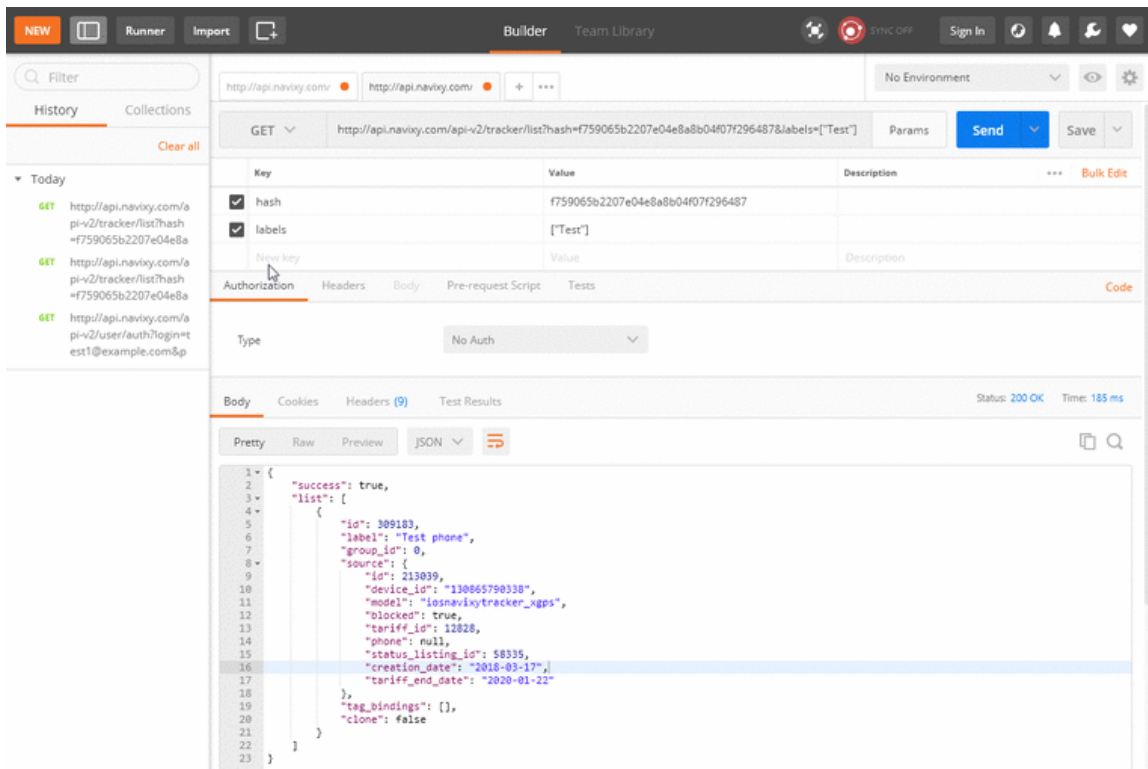 NEW Runner Import Builder Team Library SYNC OFF Sign In
Filter
History Collections
Clear all
Today
GET http://api.navixy.com/a
pi-v2/tracker/list?hash
=f759065b2207e04e8a
GET http://api.navixy.com/a
pi-v2/tracker/list?hash
=f759065b2207e04e8a
GET http://api.navixy.com/a
pi-v2/user/auth?login=t
est1@example.com&p
http://api.navixy.com/ http://api.navixy.com/ + ••• No Environment
GET http://api.navixy.com/api-v2/tracker/list?hash=f759065b2207e04e8a8b04f07f296487&labels=["Test"] Params Send Save
Key Value Description ••• Bulk Edit
hash f759065b2207e04e8a8b04f07f296487
labels ["Test"]
New key Value Description
Authorization Headers Body Pre-request Script Tests Code
Type No Auth
Body Cookies Headers (9) Test Results Status: 200 OK Time: 185 ms
Pretty Raw Preview JSON
1 {
2 "success": true,
3 "list": [
4 {
5 "id": 309183,
6 "label": "Test phone",
7 "group_id": 0,
8 "source": {
9 "id": 213039,
10 "device_id": "130865790338",
11 "model": "iosnavixytracker_xgps",
12 "blocked": true,
13 "tariff_id": 12828,
14 "phone": null,
15 "status_listing_id": 58335,
16 "creation_date": "2018-03-17",
17 "tariff_end_date": "2020-01-22"
18 },
19 "tag_bindings": [],
20 "clone": false
21 }
22 ]
23 }